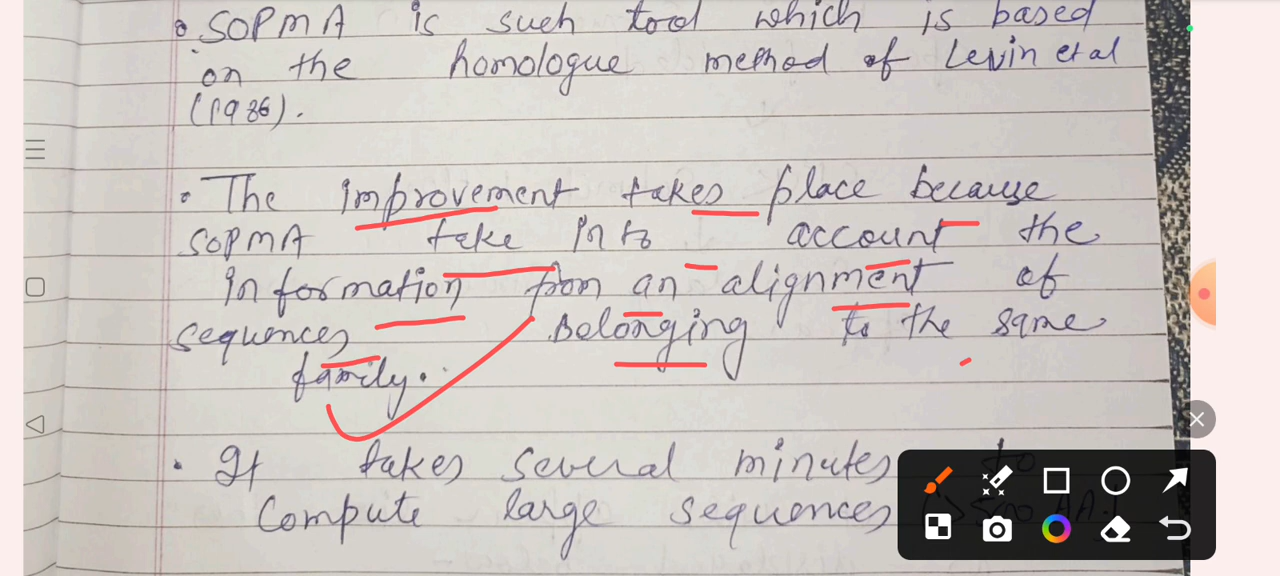 • SOPMA is such tool which is based
on the homologue method of Levin et al
(1986).
• The improvement takes place because
SOPMA take into account the
information from an alignment of
sequences Belonging to the same
family.
• It takes several minutes to
Compute large sequences